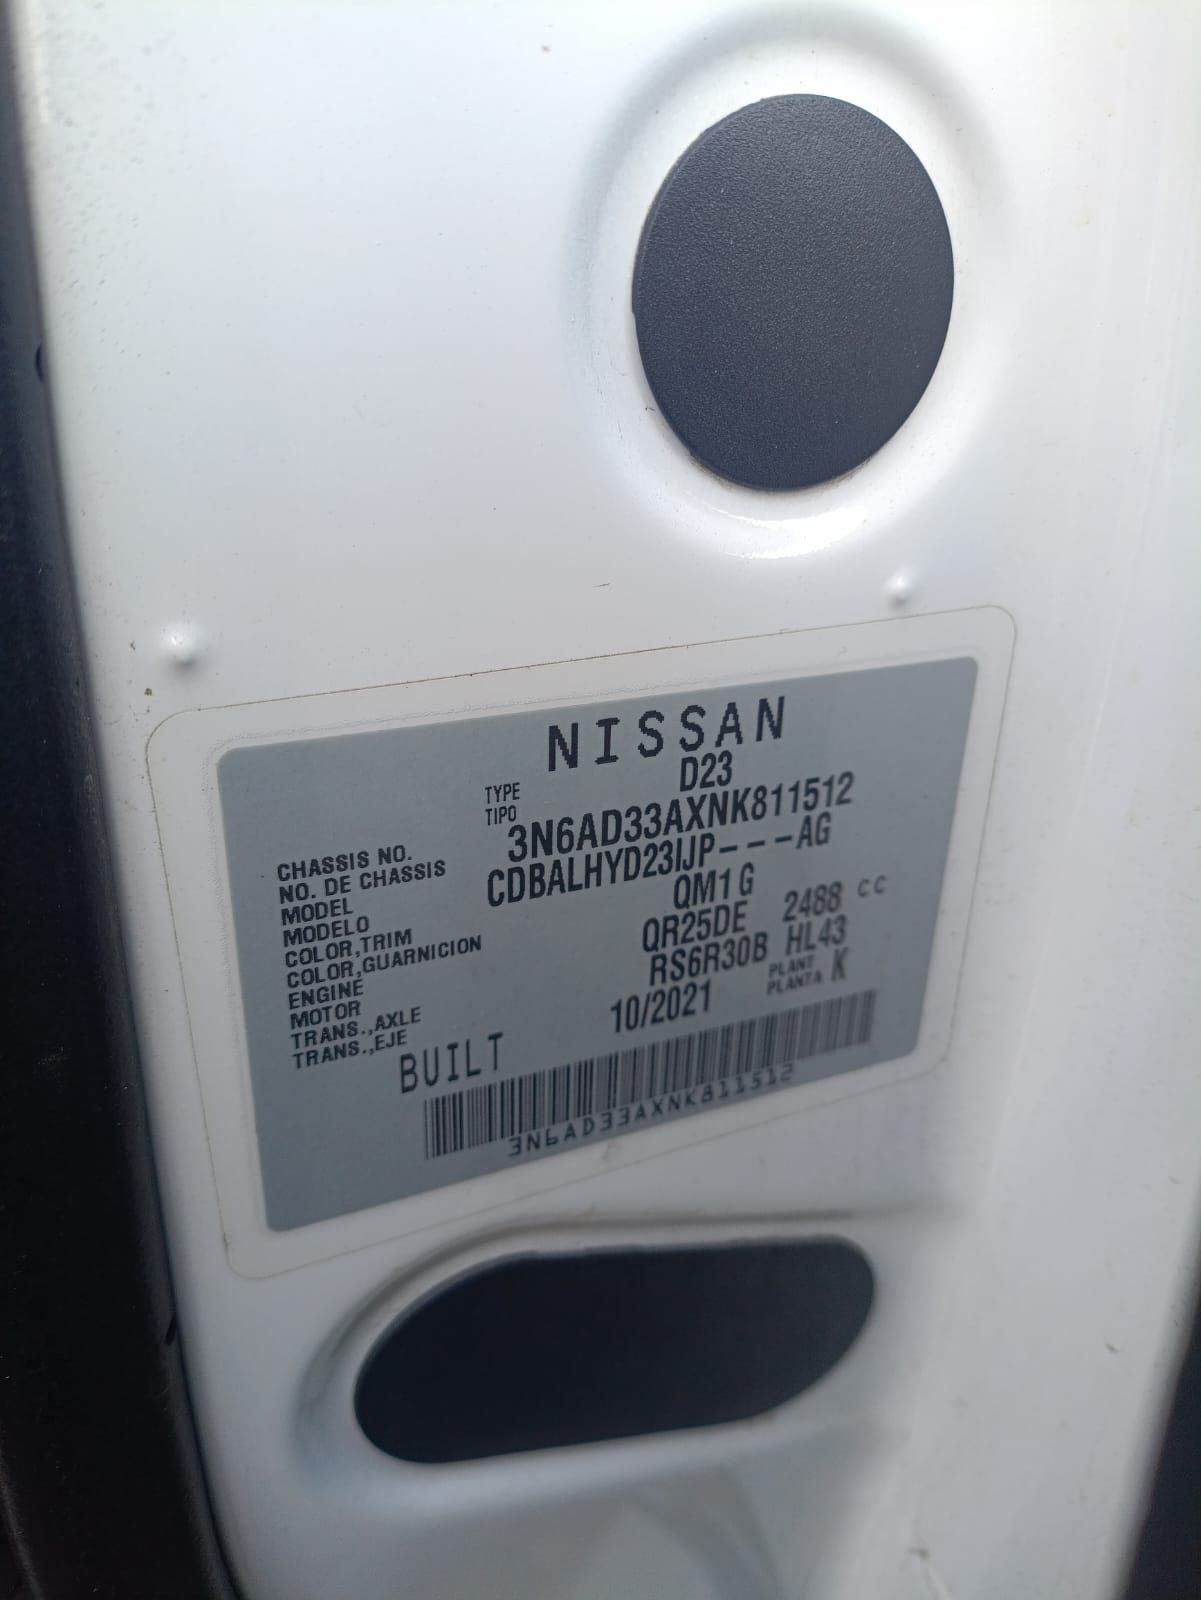 NISSAN
TYPE
TIPO
D23
CHASSIS NO.
NO. DE CHASSIS
3N6AD33AXNK811512
MODEL
MODELO
CDBALHYD23IJP---AG
COLOR,TRIM
COLOR,GUARNICION
QM1 G
ENGINE
MOTOR
QR25DE 2488 CC
TRANS.,AXLE
TRANS.,EJE
RS6R30B HL43
BUILT 10/2021
PLANT
PLANTA
K
3N6AD33AXNK811512